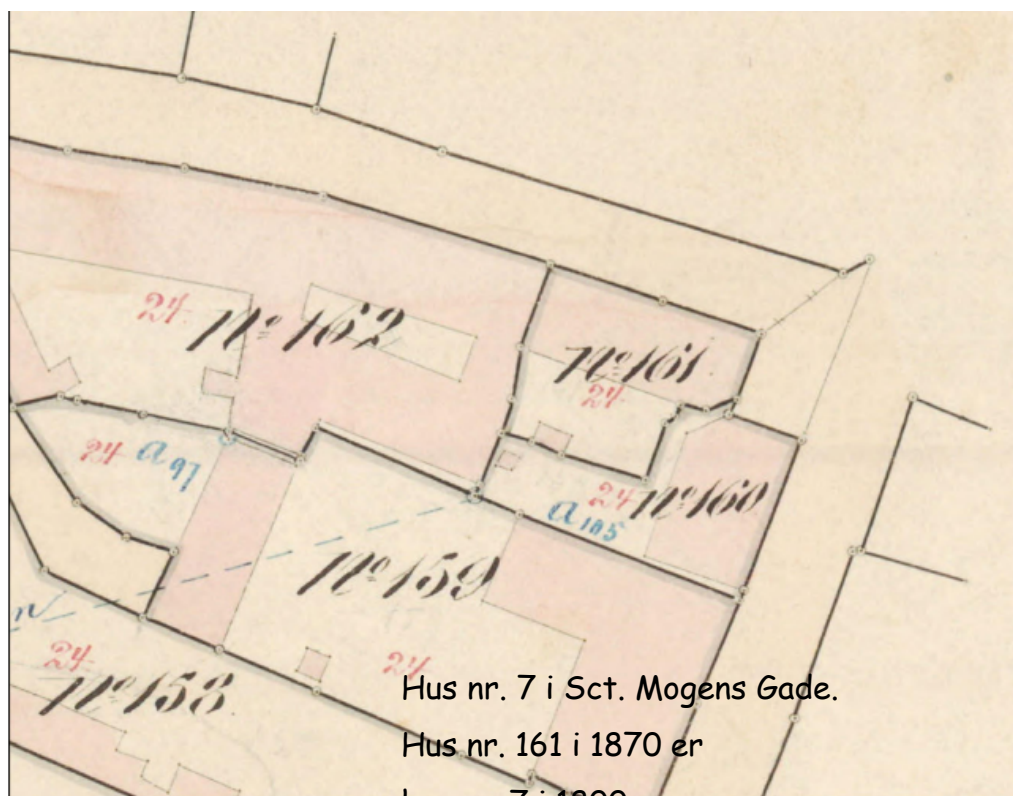 24 No 162
No 161
24
24 a 97
24 No 160
a 105
No 159
24
24
No 158
Hus nr. 7 i Sct. Mogens Gade.
Hus nr. 161 i 1870 er